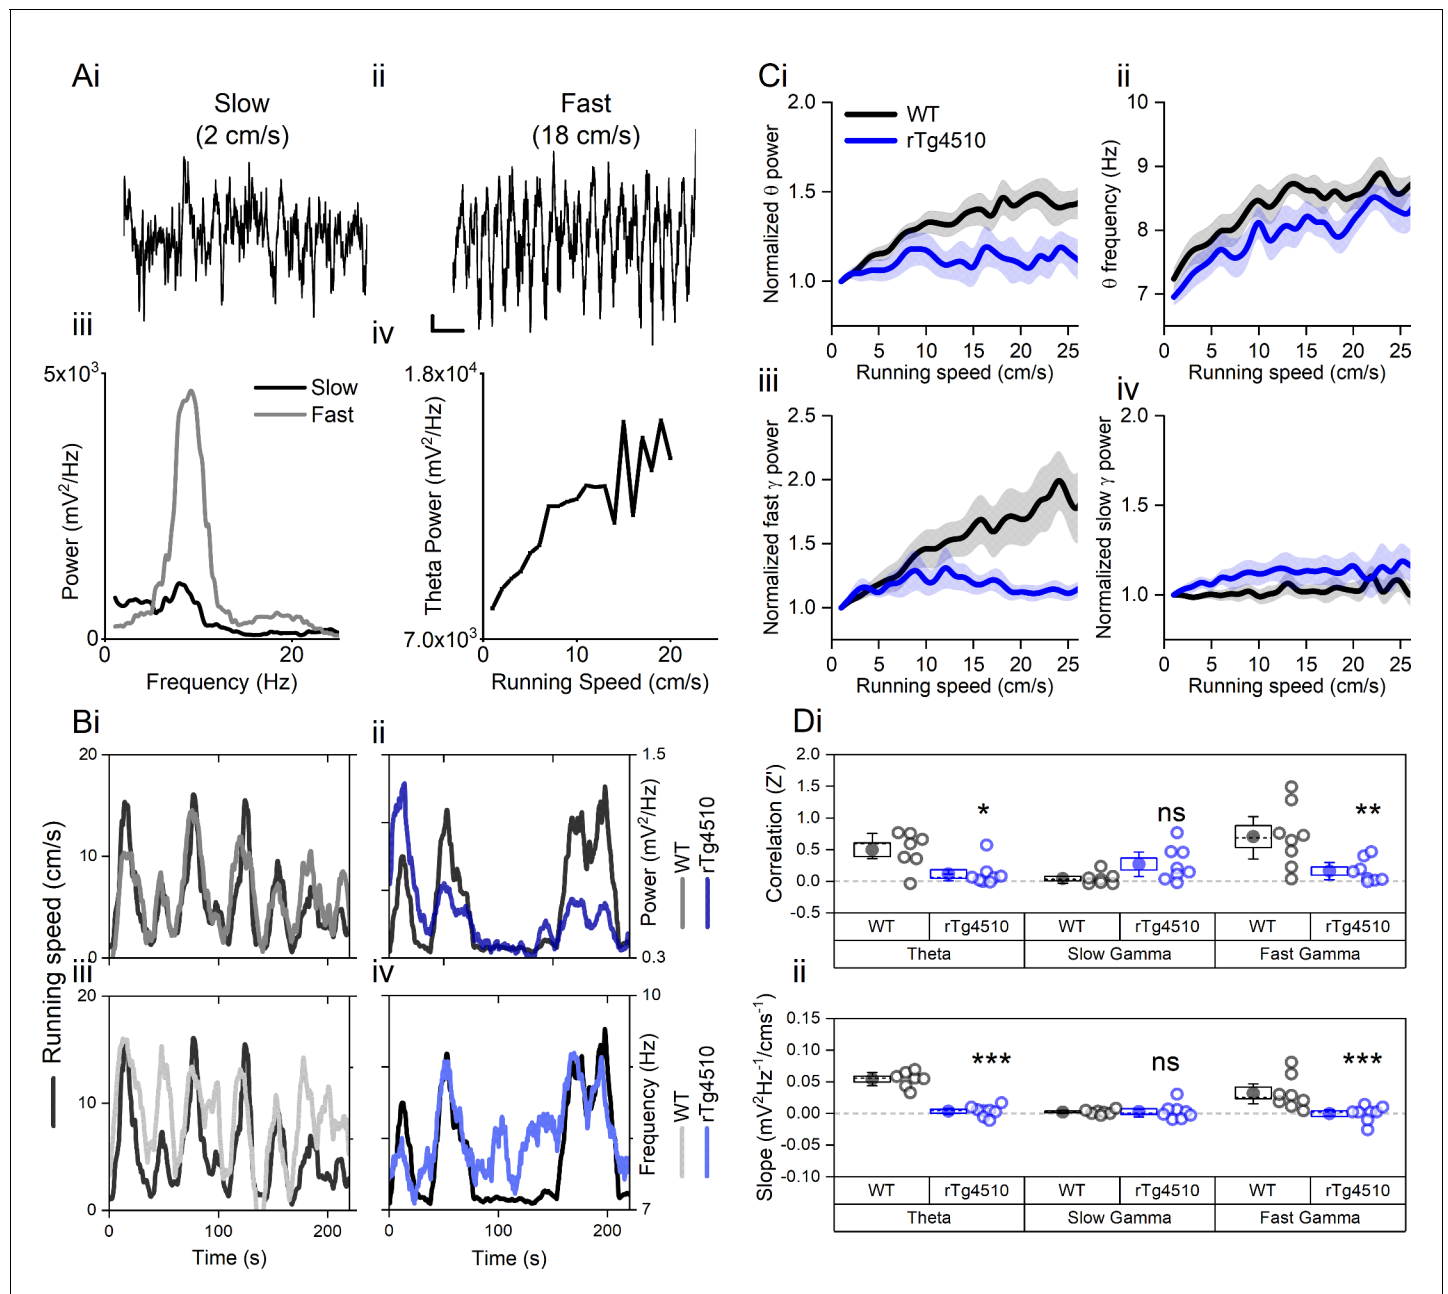 Ai
Slow
(2 cm/s)
ii
Fast
(18 cm/s)
iii
5x10³
Power (mV²/Hz)
0
0
20
Frequency (Hz)
Slow
Fast
iv
1.8x10⁴
Theta Power (mV²/Hz)
7.0x10³
0
10
20
Running Speed (cm/s)
Bi
20
10
0
Running speed (cm/s)
ii
1.5
0.3
Power (mV²/Hz)
WT
rTg4510
iii
20
10
0
0
100
200
Time (s)
iv
10
7
Frequency (Hz)
WT
rTg4510
0
100
200
Time (s)
Ci
2.0
1.5
1.0
Normalized θ power
WT
rTg4510
0 5 10 15 20 25
Running speed (cm/s)
ii
10
9
8
7
θ frequency (Hz)
0 5 10 15 20 25
Running speed (cm/s)
iii
2.5
2.0
1.5
1.0
Normalized fast γ power
0 5 10 15 20 25
Running speed (cm/s)
iv
2.0
1.5
1.0
Normalized slow γ power
0 5 10 15 20 25
Running speed (cm/s)
Di
2.0
1.5
1.0
0.5
0.0
-0.5
Correlation (Z')
*
ns
**
WT rTg4510 WT rTg4510 WT rTg4510
Theta Slow Gamma Fast Gamma
ii
0.15
0.10
0.05
0.00
-0.05
-0.10
Slope (mV²Hz⁻¹/cms⁻¹)
***
ns
***
WT rTg4510 WT rTg4510 WT rTg4510
Theta Slow Gamma Fast Gamma